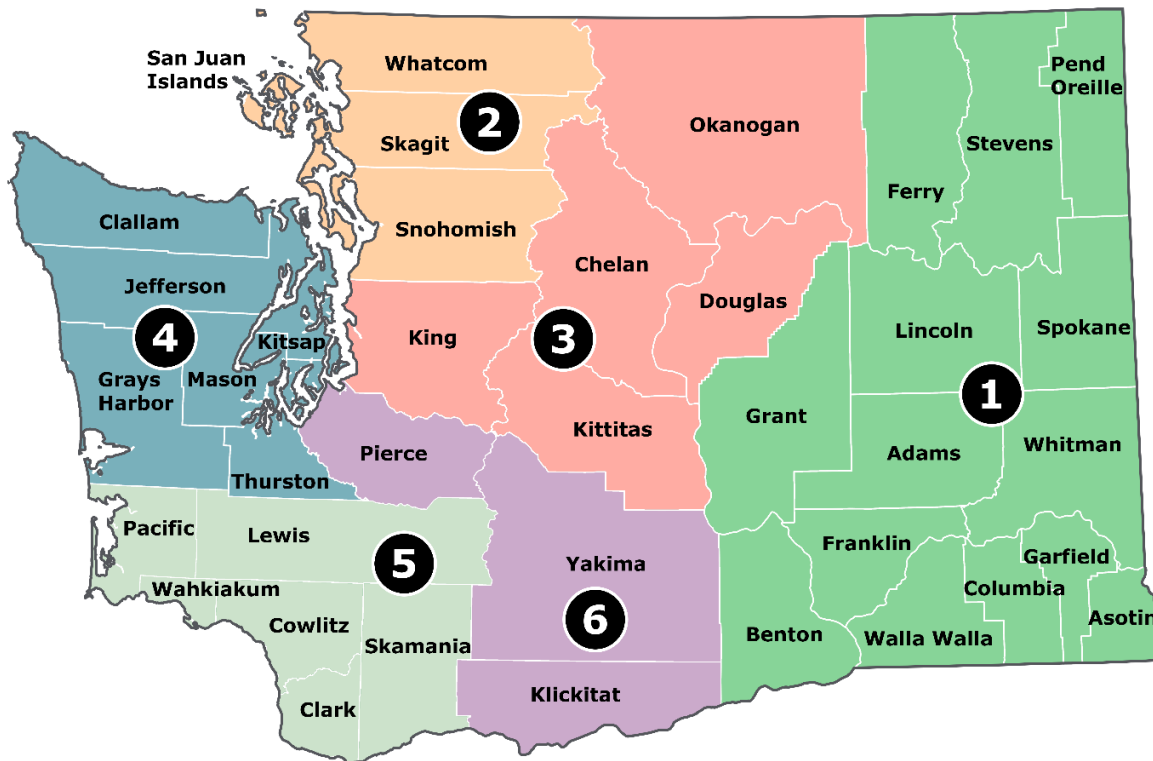 San Juan
Islands
Whatcom
Pend
Oreille
2
Okanogan
Skagit
Stevens
Ferry
Clallam
Snohomish
Chelan
Jefferson
Douglas
Lincoln
Spokane
4
King
3
Kitsap
Grays
Harbor
Mason
1
Grant
Kittitas
Whitman
Pierce
Adams
Thurston
Pacific
Lewis
Franklin
Garfield
5
Yakima
Wahkiakum
Columbia
Asotin
6
Cowlitz
Skamania
Benton
Walla Walla
Klickitat
Clark